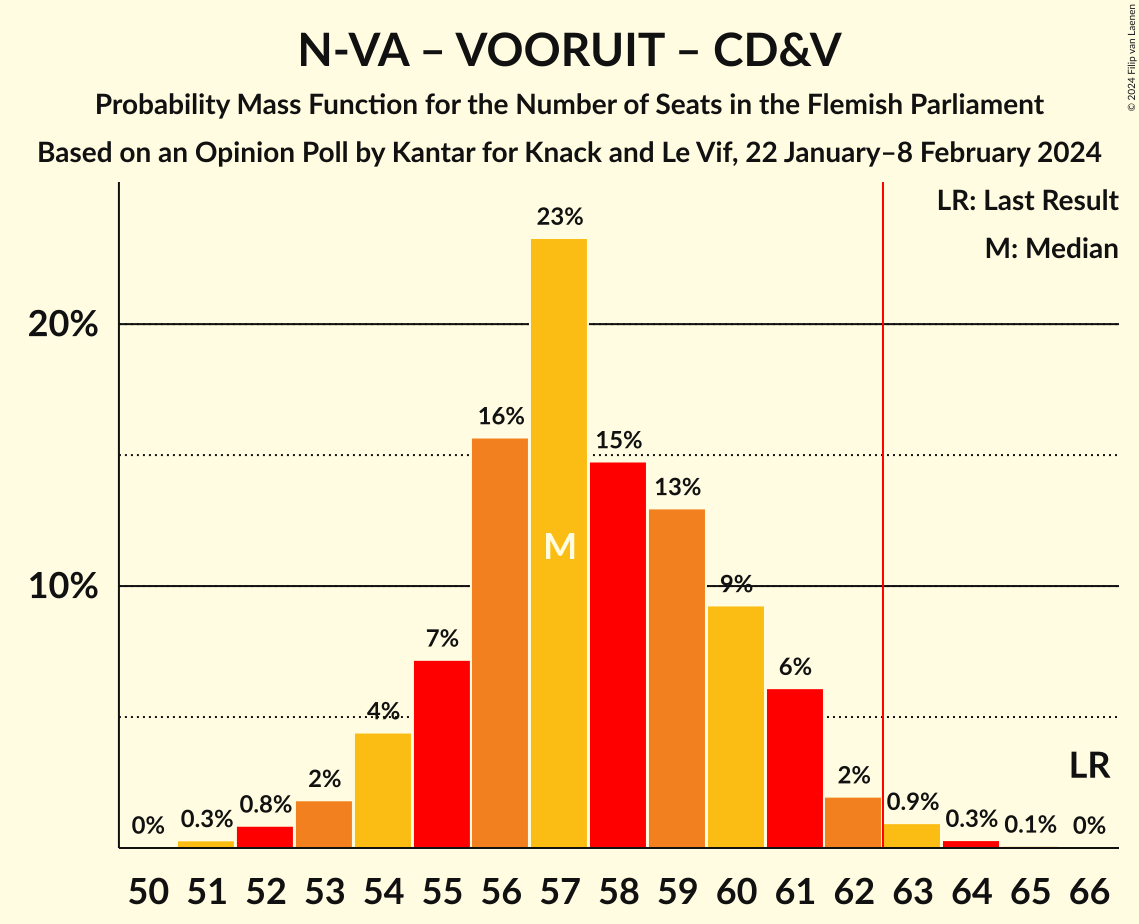 N-VA – VOORUIT – CD&V
Probability Mass Function for the Number of Seats in the Flemish Parliament
Based on an Opinion Poll by Kantar for Knack and Le Vif, 22 January–8 February 2024
© 2024 Filip van Laenen
LR: Last Result
M: Median
23%
20%
16%
15%
13%
M
10%
9%
7%
6%
4%
LR
2%
2%
0.8%
0.9%
0%
0.3%
0.3%
0.1%
0%
50 51 52 53 54 55 56 57 58 59 60 61 62 63 64 65 66